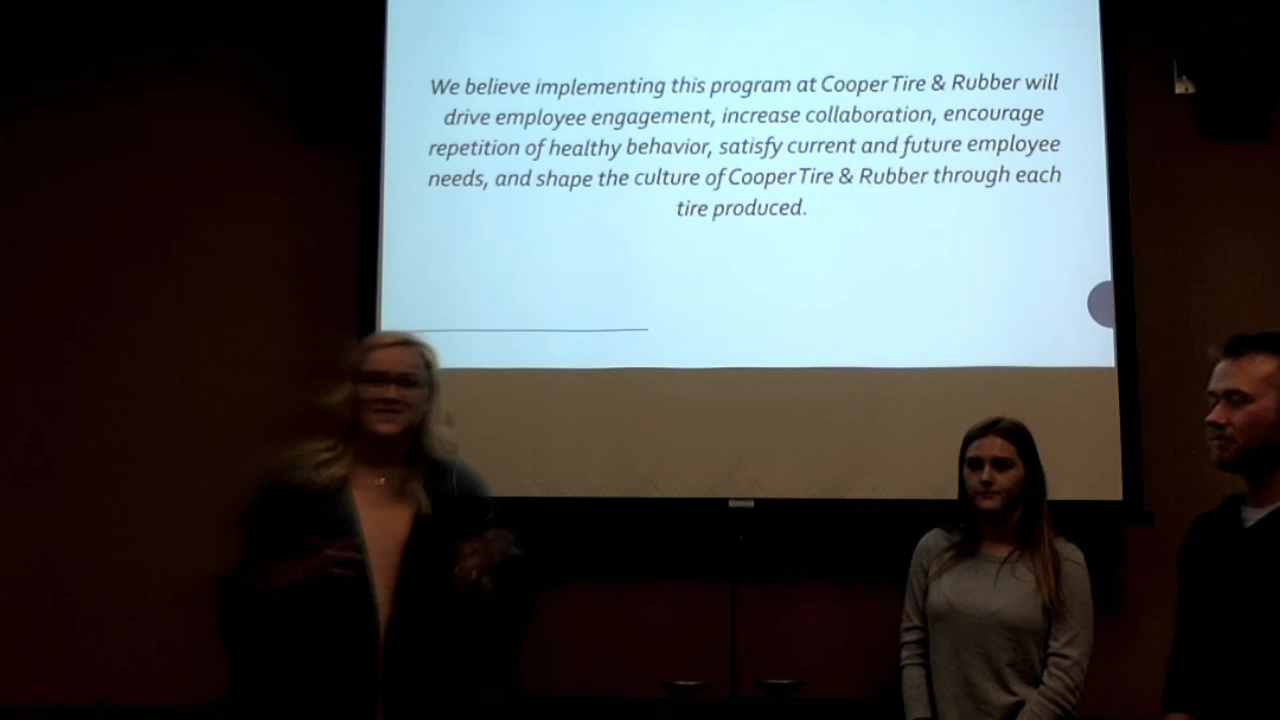 We believe implementing this program at Cooper Tire & Rubber will
drive employee engagement, increase collaboration, encourage
repetition of healthy behavior, satisfy current and future employee
needs, and shape the culture of Cooper Tire & Rubber through each
tire produced.